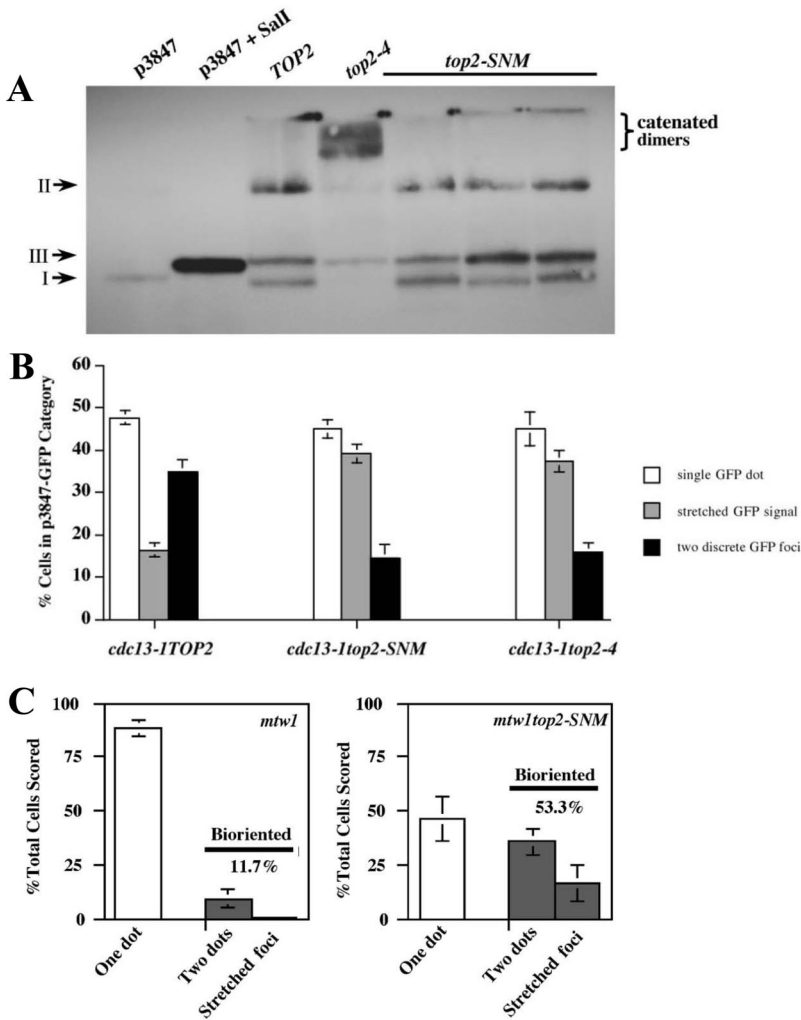 A
p3847
p3847 + SalI
TOP2
top2-4
top2-SNM
catenated
dimers
II
III
I
B
% Cells in p3847-GFP Category
60
50
40
30
20
10
0
cdc13-1TOP2
cdc13-1top2-SNM
cdc13-1top2-4
single GFP dot
stretched GFP signal
two discrete GFP foci
C
%Total Cells Scored
100
75
50
25
0
mtw1
Bioriented
11.7%
One dot
Two dots
Stretched foci
%Total Cells Scored
100
75
50
25
0
mtw1top2-SNM
Bioriented
53.3%
One dot
Two dots
Stretched foci